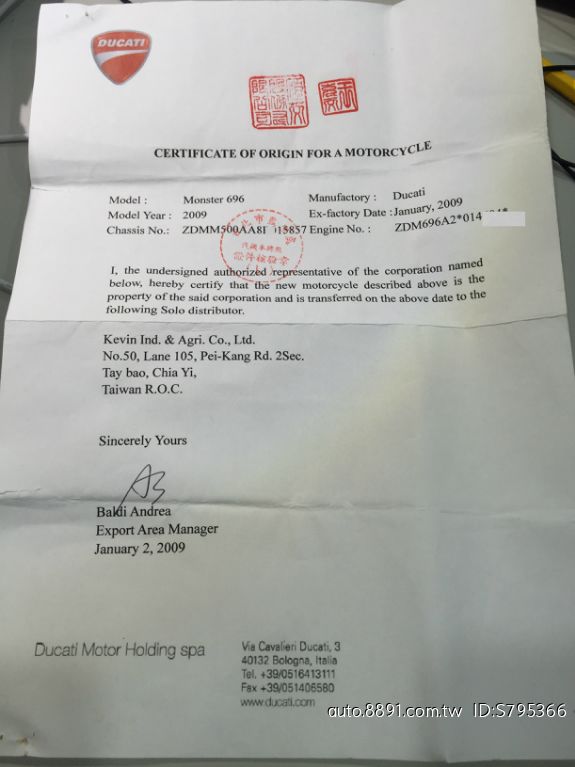 DUCATI
CERTIFICATE OF ORIGIN FOR A MOTORCYCLE
Model : Monster 696 Manufactory : Ducati
Model Year : 2009 Ex-factory Date : January, 2009
Chassis No.: Engine No. :
I, the undersigned authorized representative of the corporation named
below, hereby certify that the new motorcycle described above is the
property of the said corporation and is transferred on the above date to the
following Solo distributor.
Kevin Ind. & Agri. Co., Ltd.
No.50, Lane 105, Pei-Kang Rd. 2Sec.
Tay bao, Chia Yi,
Taiwan R.O.C.
Sincerely Yours
Baldi Andrea
Export Area Manager
January 2, 2009
Ducati Motor Holding spa
Via Cavalieri Ducati, 3
40132 Bologna, Italia
Tel. +39/0516413111
Fax +39/051406580
www.ducati.com
auto.8891.com.tw ID:S795366